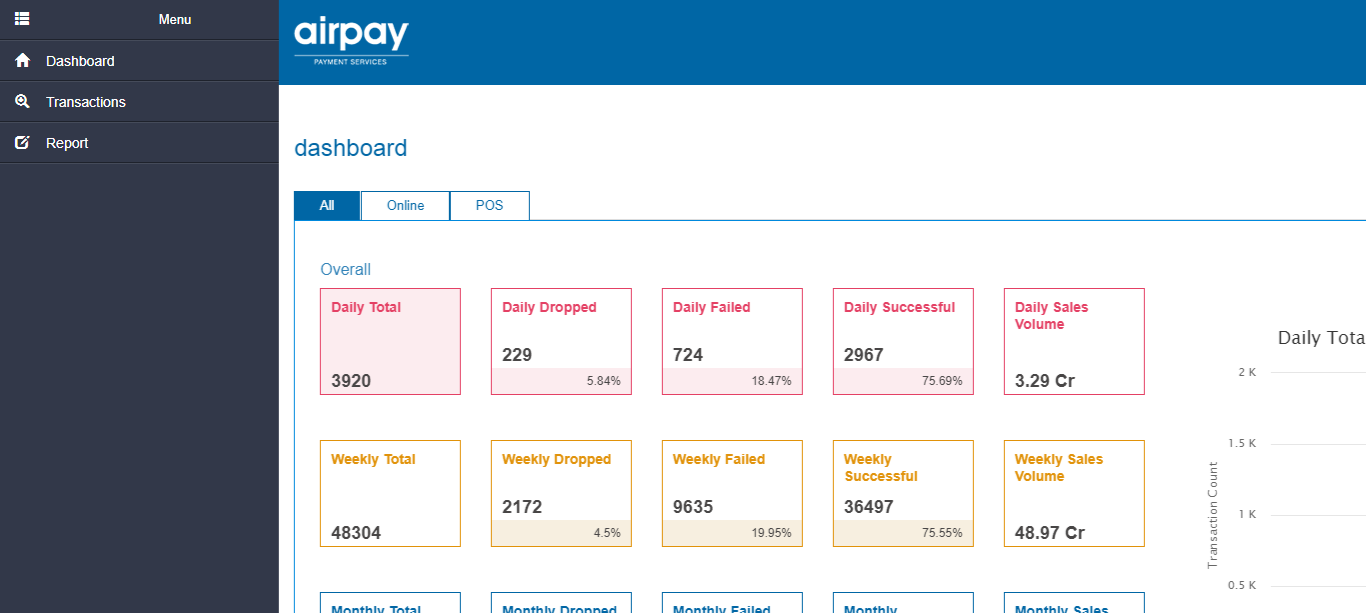 Menu
Dashboard
Transactions
Report
airpay
PAYMENT SERVICES
dashboard
All Online POS
Overall
Daily Total
3920
Daily Dropped
229
5.84%
Daily Failed
724
18.47%
Daily Successful
2967
75.69%
Daily Sales
Volume
3.29 Cr
Weekly Total
48304
Weekly Dropped
2172
4.5%
Weekly Failed
9635
19.95%
Weekly
Successful
36497
75.55%
Weekly Sales
Volume
48.97 Cr
Monthly Total
Monthly Dropped
Monthly Failed
Monthly
Monthly Sales
Daily Tota
2 K
1.5 K
1 K
0.5 K
Transaction Count